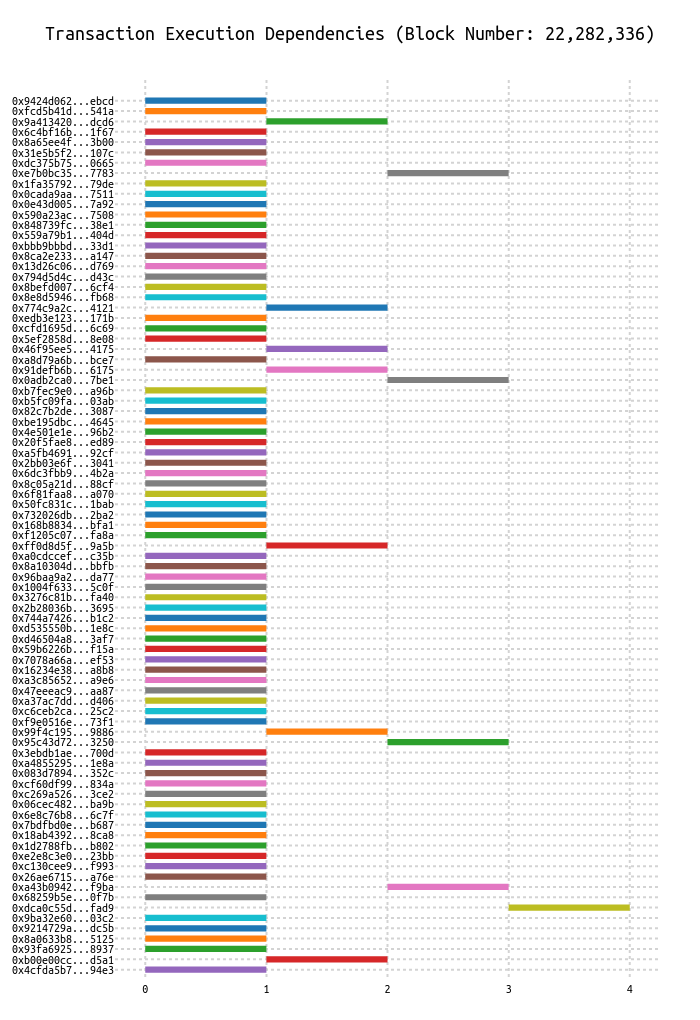 Transaction Execution Dependencies (Block Number: 22,282,336)
0x9424d062...ebcd
0xfcd5b41d...541a
0x9a413420...dcd6
0x6c4bf16b...1f67
0x8a65ee4f...3b00
0x31e5b5f2...107c
0xdc375b75...0665
0xe7b0bc35...7783
0x1fa35792...79de
0x0cada9aa...7511
0x0e43d005...7a92
0x590a23ac...7508
0x848739fc...38e1
0x559a79b1...404d
0xbbb9bbbd...33d1
0x8ca2e233...a147
0x13d26c06...d769
0x794d5d4c...d43c
0x8befd007...6cf4
0x8e8d5946...fb68
0x774c9a2c...4121
0xedb3e123...171b
0xcfd1695d...6c69
0x5ef2858d...8e08
0x46f95ee5...4175
0xa8d79a6b...bce7
0x91defb6b...6175
0x0adb2ca0...7be1
0xb7fec9e0...a96b
0xb5fc09fa...03ab
0x82c7b2de...3087
0xbe195dbc...4645
0x4e501e1e...96b2
0x20f5fae8...ed89
0xa5fb4691...92cf
0x2bb03e6f...3041
0x6dc3fbb9...4b2a
0x8c05a21d...88cf
0x6f81faa8...a070
0x50fc831c...1bab
0x732026db...2ba2
0x168b8834...bfa1
0xf1205c07...fa8a
0xff0d8d5f...9a5b
0xa0cdccef...c35b
0x8a10304d...bbfb
0x96baa9a2...da77
0x1004f633...5c0f
0x3276c81b...fa40
0x2b28036b...3695
0x744a7426...b1c2
0xd535550b...1e8c
0xd46504a8...3af7
0x59b6226b...f15a
0x7078a66a...ef53
0x16234e38...a8b8
0xa3c85652...a9e6
0x47eeeac9...aa87
0xa37ac7dd...d406
0xc6ceb2ca...25c2
0xf9e0516e...73f1
0x99f4c195...9886
0x95c43d72...3250
0x3ebdb1ae...700d
0xa4855295...1e8a
0x083d7894...352c
0xcf60df99...834a
0xc269a526...3ce2
0x06cec482...ba9b
0x6e8c76b8...6c7f
0x7bdfbd0e...b687
0x18ab4392...8ca8
0x1d2788fb...b802
0xe2e8c3e0...23bb
0xc130cee9...f993
0x26ae6715...a76e
0xa43b0942...f9ba
0x68259b5e...0f7b
0xdca0c55d...fad9
0x9ba32e60...03c2
0x9214729a...dc5b
0x8a0633b8...5125
0x93fa6925...8937
0xb00e00cc...d5a1
0x4cfda5b7...94e3
0 1 2 3 4